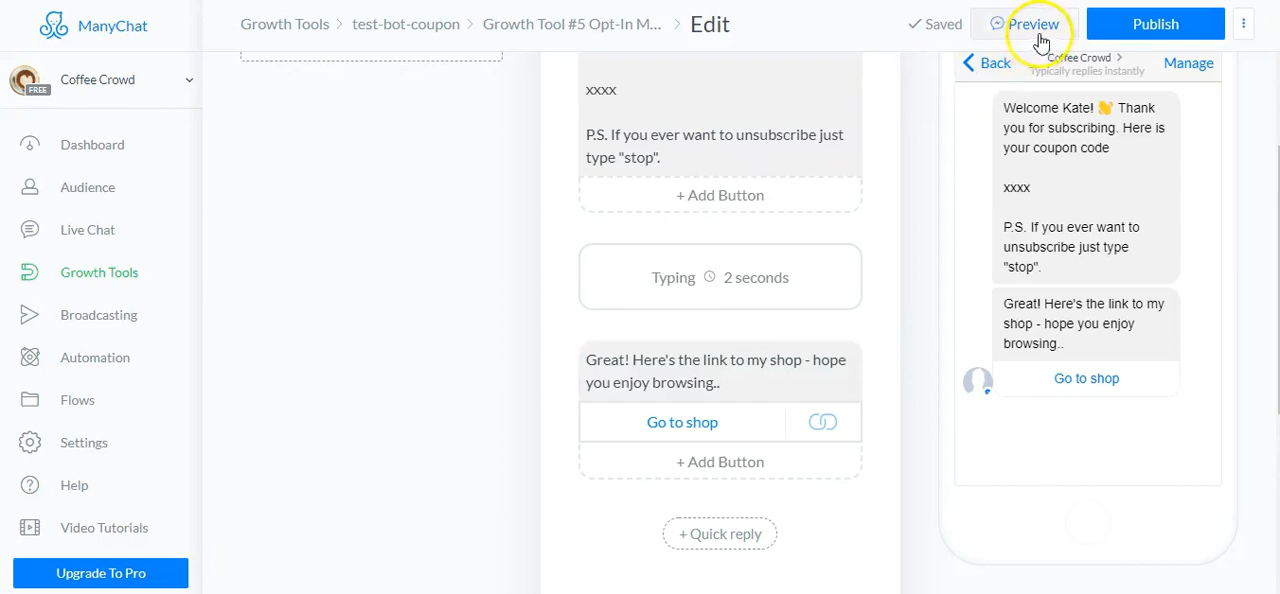 ManyChat
Growth Tools > test-bot-coupon > Growth Tool #5 Opt-In M... > Edit
Saved
Preview
Publish
Coffee Crowd
FREE
Dashboard
Audience
Live Chat
Growth Tools
Broadcasting
Automation
Flows
Settings
Help
Video Tutorials
Upgrade To Pro
xxxx
P.S. If you ever want to unsubscribe just
type "stop".
+ Add Button
Typing 2 seconds
Great! Here's the link to my shop - hope
you enjoy browsing..
Go to shop
+ Add Button
+ Quick reply
Back
Coffee Crowd >
Typically replies instantly
Manage
Welcome Kate! 👋 Thank
you for subscribing. Here is
your coupon code
xxxx
P.S. If you ever want to
unsubscribe just type
"stop".
Great! Here's the link to my
shop - hope you enjoy
browsing..
Go to shop